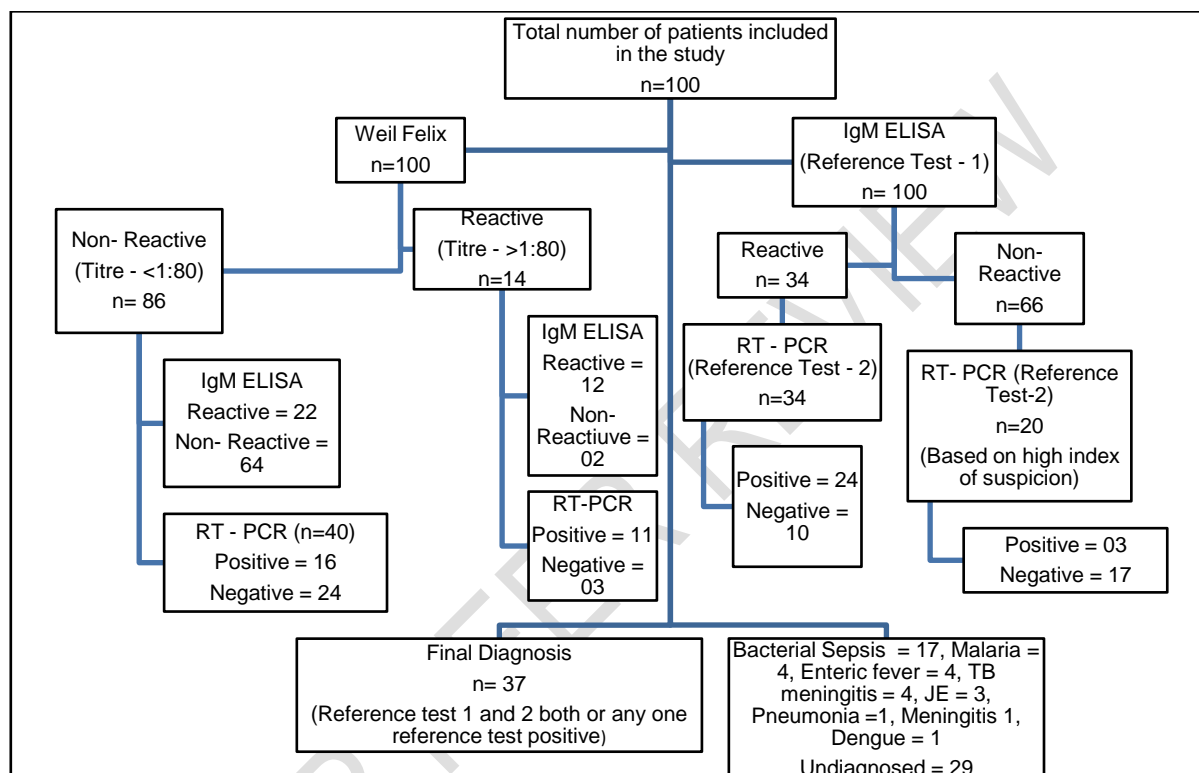 Total number of patients included
in the study
n=100
Weil Felix
n=100
IgM ELISA
(Reference Test - 1)
n= 100
Non- Reactive
(Titre - <1:80)
n= 86
Reactive
(Titre - >1:80)
n=14
Reactive
n= 34
Non-
Reactive
n=66
IgM ELISA
Reactive = 22
Non- Reactive =
64
IgM ELISA
Reactive =
12
Non-
Reactiuve =
02
RT - PCR
(Reference Test - 2)
n=34
RT- PCR (Reference
Test-2)
n=20
(Based on high index
of suspicion)
RT - PCR (n=40)
Positive = 16
Negative = 24
RT-PCR
Positive = 11
Negative =
03
Positive = 24
Negative =
10
Positive = 03
Negative = 17
Final Diagnosis
n= 37
(Reference test 1 and 2 both or any one
reference test positive)
Bacterial Sepsis = 17, Malaria =
4, Enteric fever = 4, TB
meningitis = 4, JE = 3,
Pneumonia =1, Meningitis 1,
Dengue = 1
Undiagnosed = 29
ER REVIEW